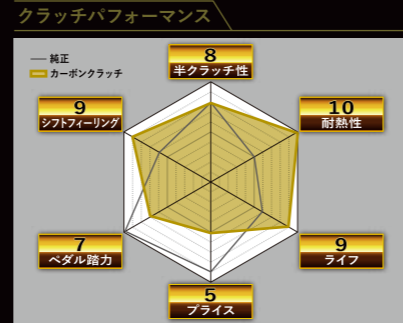 クラッチパフォーマンス
純正
カーボンクラッチ
8
半クラッチ性
9
シフトフィーリング
10
耐熱性
7
ペダル踏力
9
ライフ
5
プライス